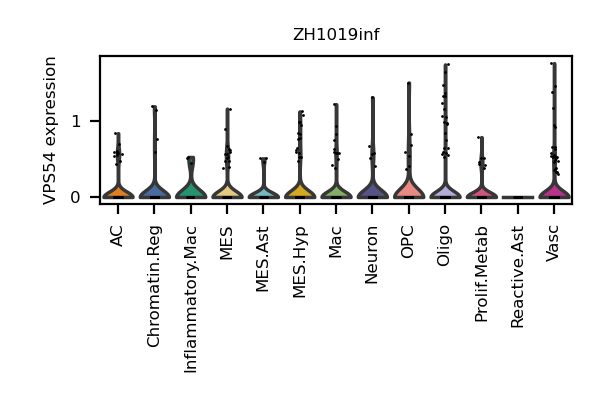 ZH1019inf
VPS54 expression
1
0
AC
Chromatin.Reg
Inflammatory.Mac
MES
MES.Ast
MES.Hyp
Mac
Neuron
OPC
Oligo
Prolif.Metab
Reactive.Ast
Vasc